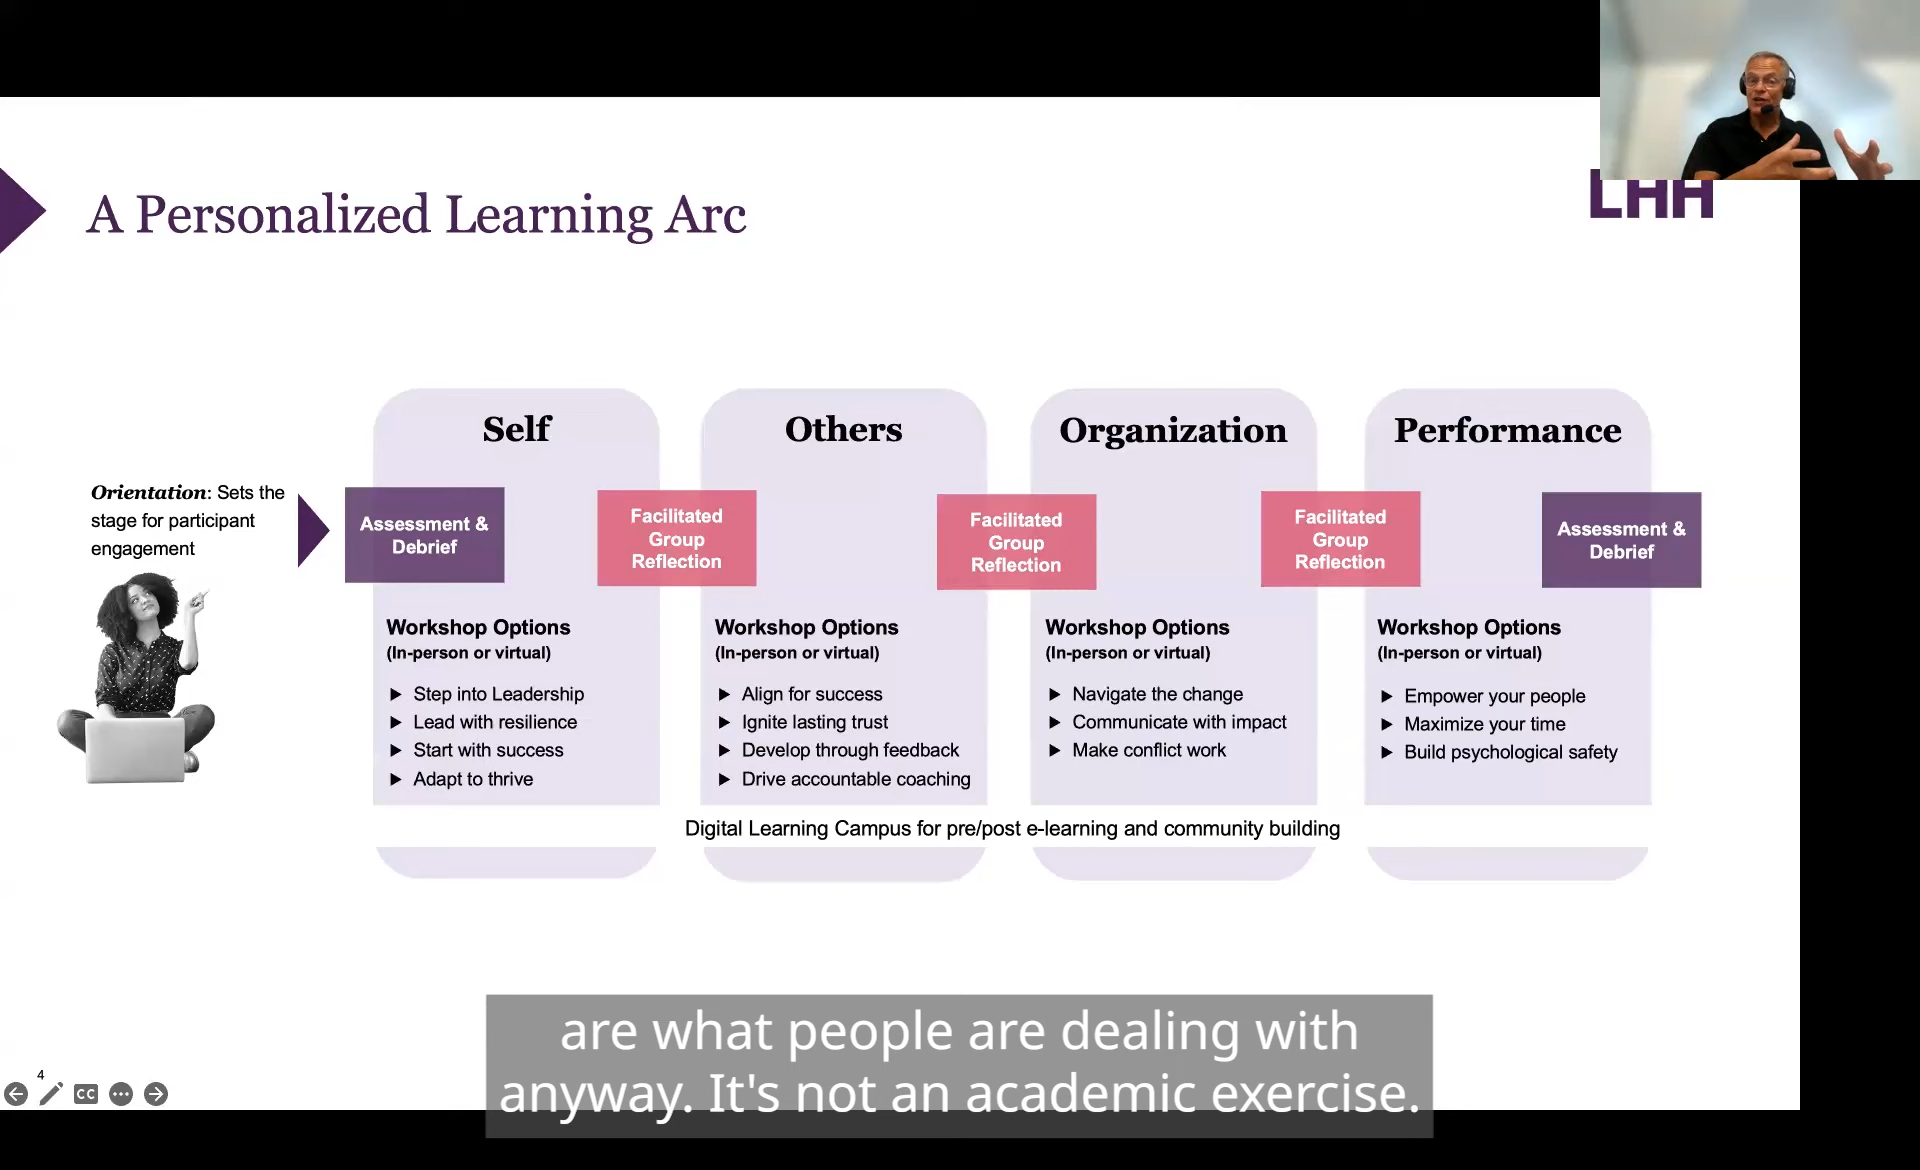 A Personalized Learning Arc
LHH
Orientation: Sets the
stage for participant
engagement
Self
Assessment &
Debrief
Workshop Options
(In-person or virtual)
Step into Leadership
Lead with resilience
Start with success
Adapt to thrive
Facilitated
Group
Reflection
Others
Workshop Options
(In-person or virtual)
Align for success
Ignite lasting trust
Develop through feedback
Drive accountable coaching
Facilitated
Group
Reflection
Organization
Workshop Options
(In-person or virtual)
Navigate the change
Communicate with impact
Make conflict work
Facilitated
Group
Reflection
Performance
Assessment &
Debrief
Workshop Options
(In-person or virtual)
Empower your people
Maximize your time
Build psychological safety
Digital Learning Campus for pre/post e-learning and community building
4
CC
are what people are dealing with
anyway. It's not an academic exercise.